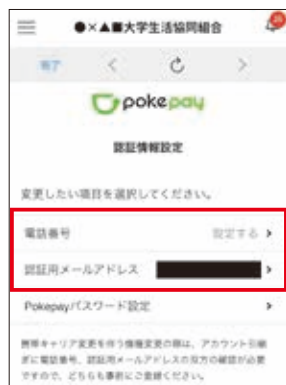 ●×▲■大学生活協同組合
完了
pokepay
認証情報設定
変更したい項目を選択してください。
電話番号 設定する
認証用メールアドレス
Pokepayパスワード設定
携帯キャリア変更を伴う機種変更の際は、アカウント引継
ぎに電話番号、認証用メールアドレスの双方の確認が必要
ですので、どちらも事前にご登録ください。